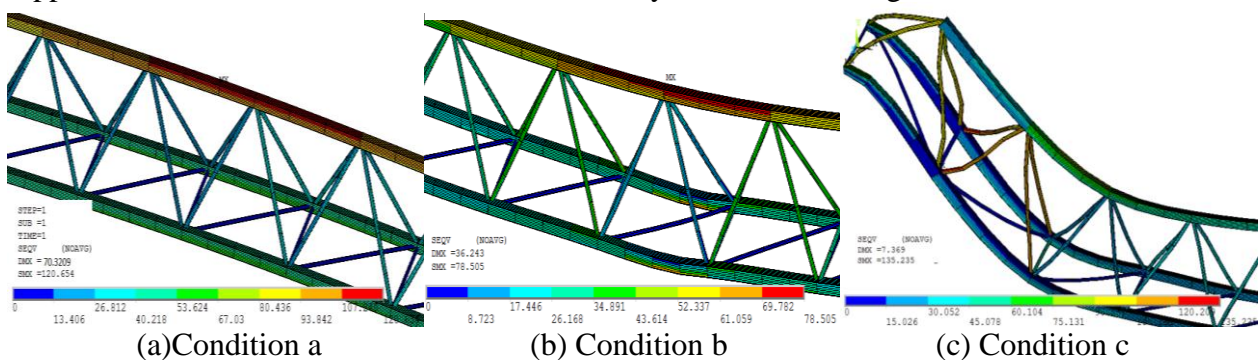 MX
STEP=1
SUB =1
TIME=1
SEQV (NOAVG)
DMX =70.3209
SMX =120.654
26.812 53.624 80.436
13.406 40.218 67.03 93.842
(a)Condition a
MX
SEQV (NOAVG)
DMX =36.243
SMX =78.505
17.446 34.891 52.337 69.782
8.723 26.168 43.614 61.059 78.505
(b) Condition b
SEQV (NOAVG)
DMX =7.369
SMX =135.235
0 30.052 60.104
15.026 45.078 75.131
(c) Condition c